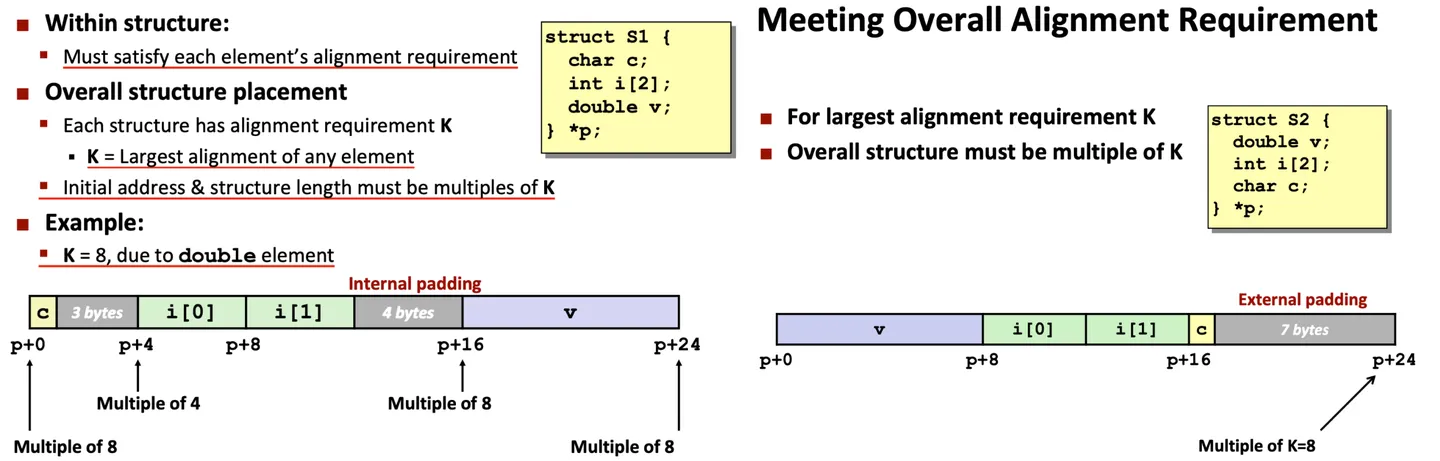 ■ Within structure:
▪ Must satisfy each element's alignment requirement
■ Overall structure placement
▪ Each structure has alignment requirement K
▪ K = Largest alignment of any element
▪ Initial address & structure length must be multiples of K
■ Example:
▪ K = 8, due to double element
struct S1 {
char c;
int i[2];
double v;
} *p;
Internal padding
c 3 bytes i[0] i[1] 4 bytes v
p+0 p+4 p+8 p+16 p+24
Multiple of 4 Multiple of 8
Multiple of 8 Multiple of 8
Meeting Overall Alignment Requirement
■ For largest alignment requirement K
■ Overall structure must be multiple of K
struct S2 {
double v;
int i[2];
char c;
} *p;
External padding
v i[0] i[1] c 7 bytes
p+0 p+8 p+16 p+24
Multiple of K=8